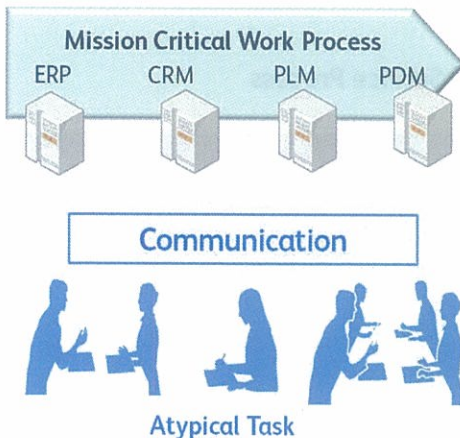 Mission Critical Work Process
ERP CRM PLM PDM
Communication
Atypical Task